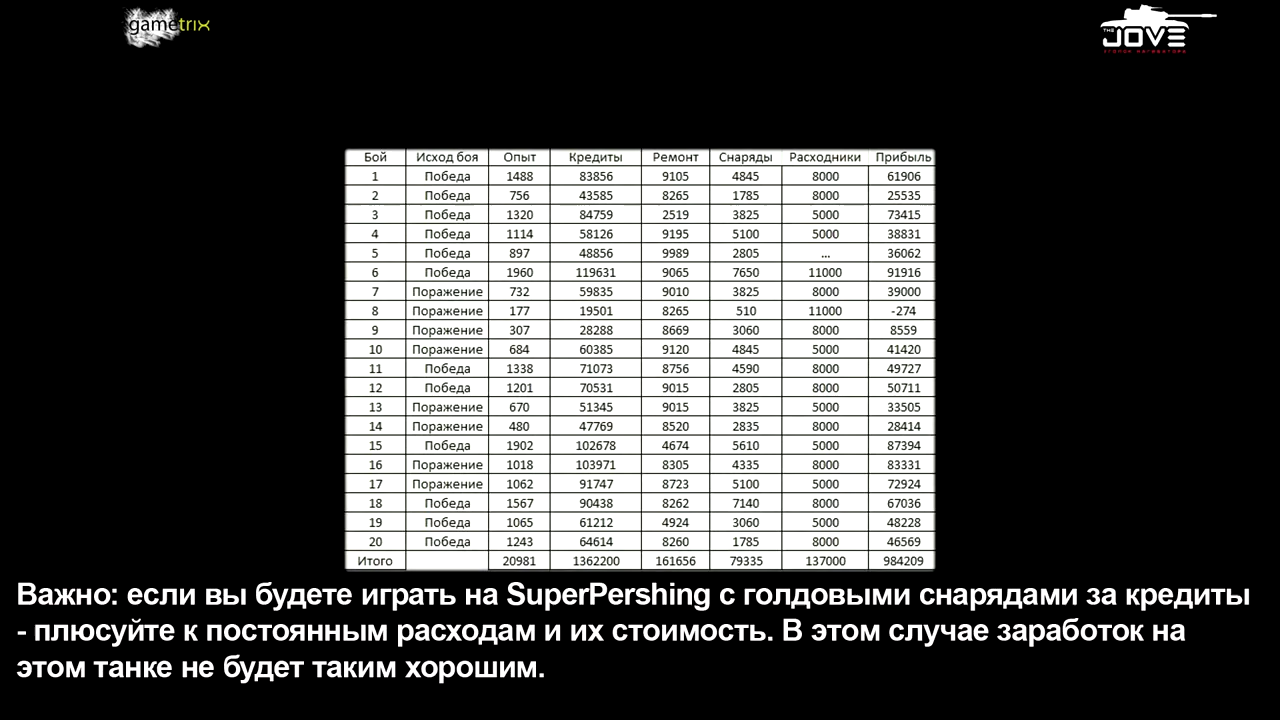 gametrix
THE
JOVE
Бой Исход боя Опыт Кредиты Ремонт Снаряды Расходники Прибыль
1 Победа 1488 83856 9105 4845 8000 61906
2 Победа 756 43585 8265 1785 8000 25535
3 Победа 1320 84759 2519 3825 5000 73415
4 Победа 1114 58126 9195 5100 5000 38831
5 Победа 897 48856 9989 2805 ... 36062
6 Победа 1960 119631 9065 7650 11000 91916
7 Поражение 732 59835 9010 3825 8000 39000
8 Поражение 177 19501 8265 510 11000 -274
9 Поражение 307 28288 8669 3060 8000 8559
10 Поражение 684 60385 9120 4845 5000 41420
11 Победа 1338 71073 8756 4590 8000 49727
12 Победа 1201 70531 9015 2805 8000 50711
13 Поражение 670 51345 9015 3825 5000 33505
14 Поражение 480 47769 8520 2835 8000 28414
15 Победа 1902 102678 4674 5610 5000 87394
16 Поражение 1018 103971 8305 4335 8000 83331
17 Поражение 1062 91747 8723 5100 5000 72924
18 Победа 1567 90438 8262 7140 8000 67036
19 Победа 1065 61212 4924 3060 5000 48228
20 Победа 1243 64614 8260 1785 8000 46569
Итого 20981 1362200 161656 79335 137000 984209
Важно: если вы будете играть на SuperPershing с голдовыми снарядами за кредиты
- плюсуйте к постоянным расходам и их стоимость. В этом случае заработок на
этом танке не будет таким хорошим.